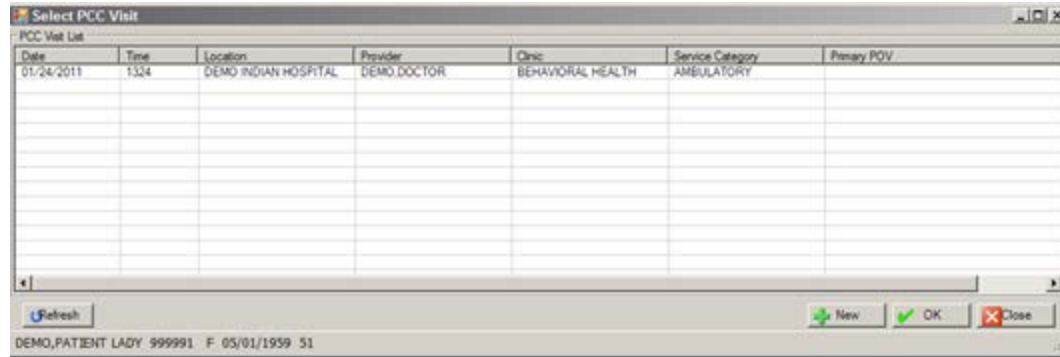 Select PCC Visit
PCC Visit List
Date Time Location Provider Clinic Service Category Primary POV
01/24/2011 1324 DEMO INDIAN HOSPITAL DEMO,DOCTOR BEHAVIORAL HEALTH AMBULATORY
Refresh New OK Close
DEMO,PATIENT LADY 999991 F 05/01/1959 51